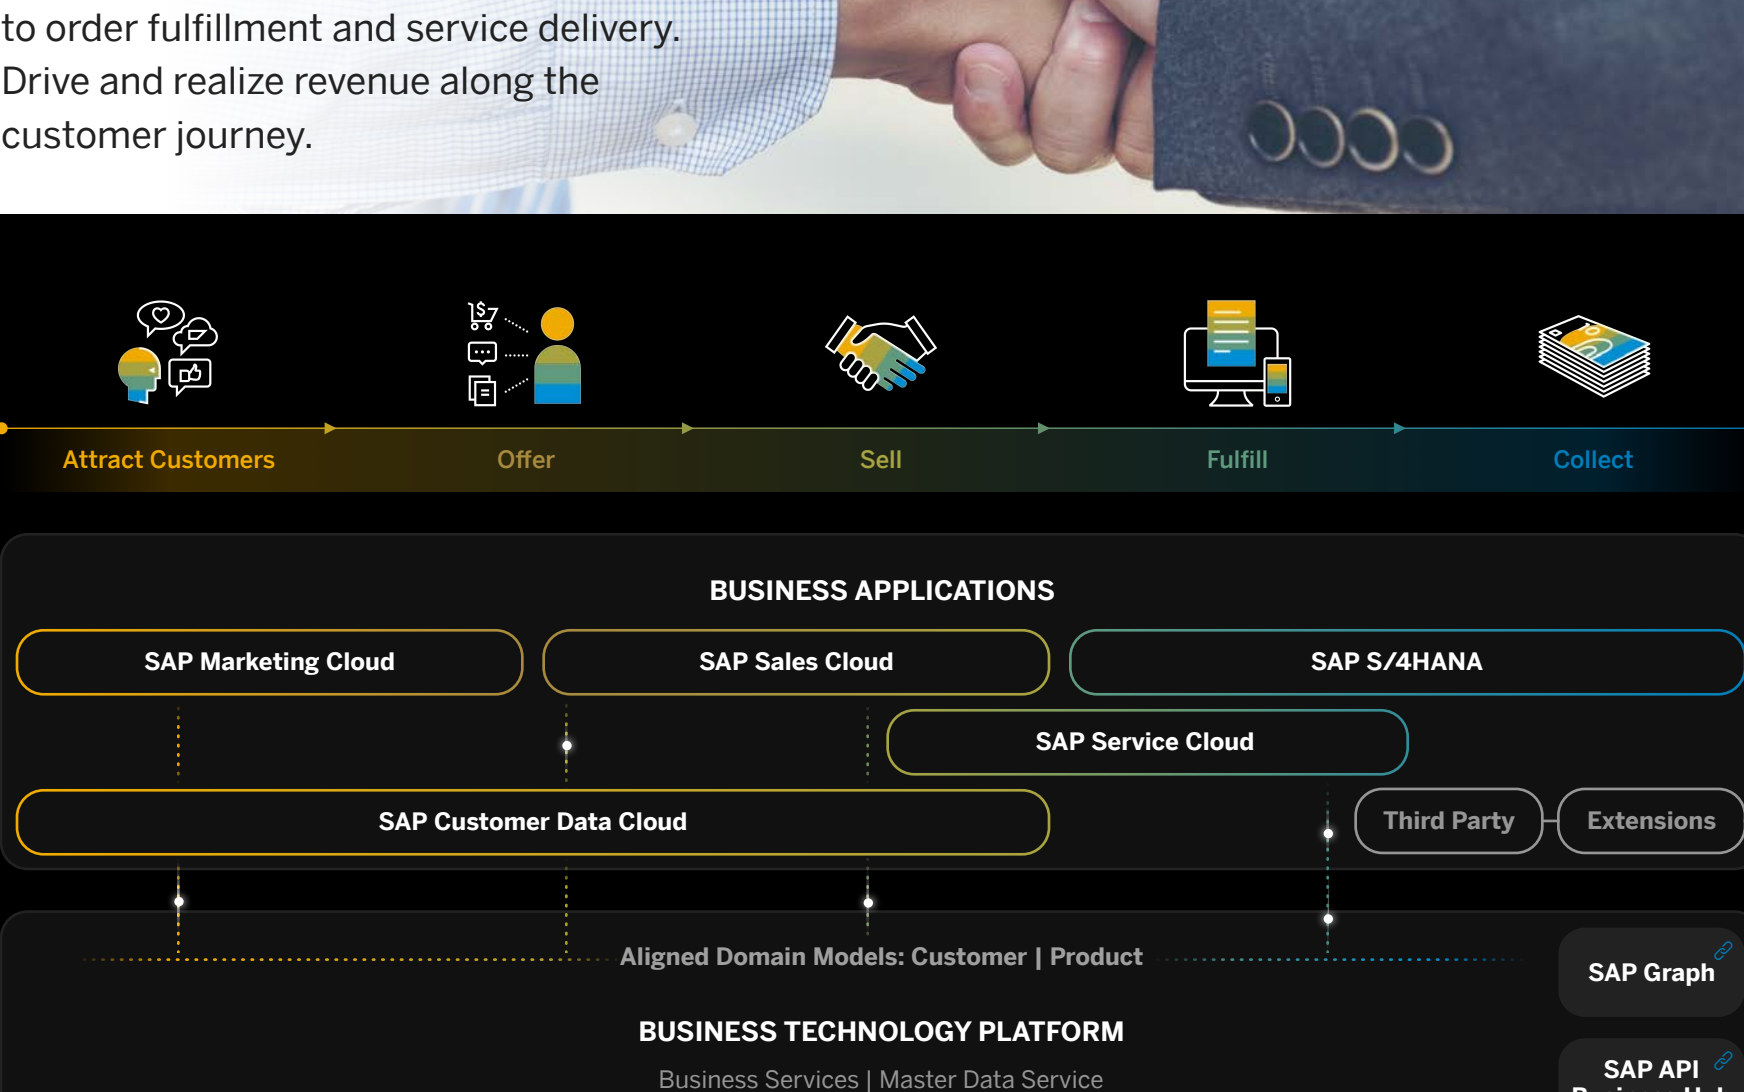 to order fulfillment and service delivery.
Drive and realize revenue along the
customer journey.
Attract Customers
Offer
Sell
Fulfill
Collect
BUSINESS APPLICATIONS
SAP Marketing Cloud
SAP Sales Cloud
SAP S/4HANA
SAP Service Cloud
SAP Customer Data Cloud
Third Party
Extensions
Aligned Domain Models: Customer | Product
SAP Graph
BUSINESS TECHNOLOGY PLATFORM
SAP API
Business Services | Master Data Service